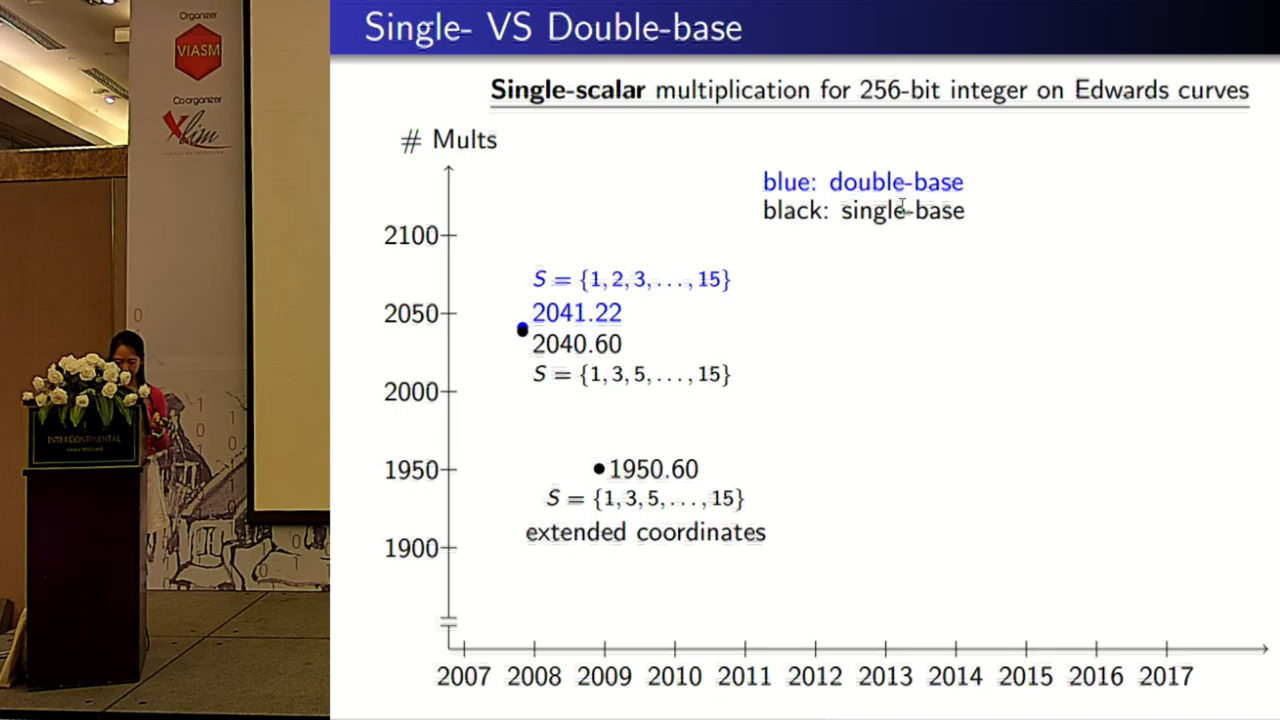 Single- VS Double-base
Single-scalar multiplication for 256-bit integer on Edwards curves
# Mults
blue: double-base
black: single-base
2100
S = {1, 2, 3, . . . , 15}
2050
2041.22
2040.60
S = {1, 3, 5, . . . , 15}
2000
1950
1950.60
S = {1, 3, 5, . . . , 15}
extended coordinates
1900
2007 2008 2009 2010 2011 2012 2013 2014 2015 2016 2017
Organizer
VIASM
Coorganizer
Xlim
INTERCONTINENTAL